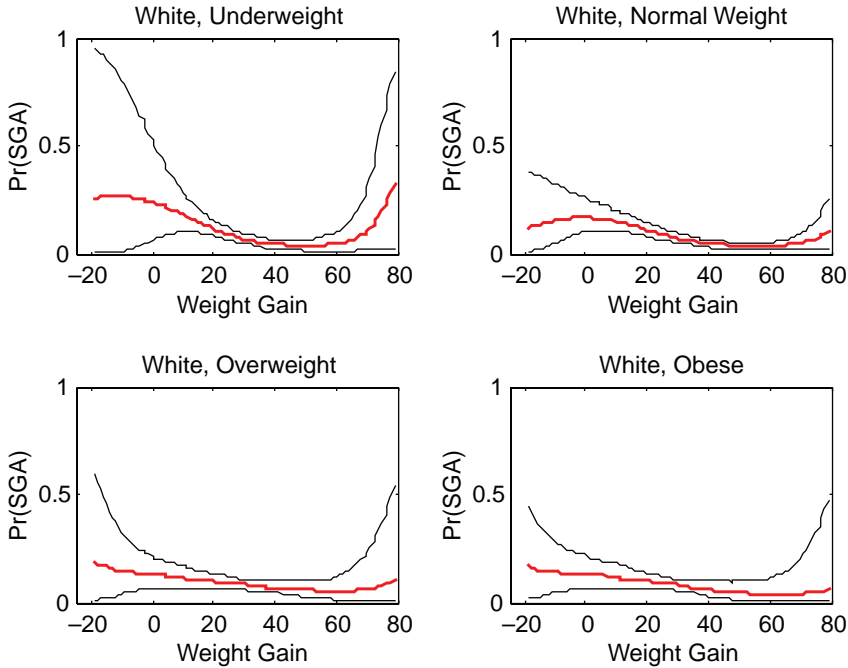 White, Underweight
White, Normal Weight
1
0.5
0
Pr(SGA)
–20 0 20 40 60 80
Weight Gain
1
0.5
0
Pr(SGA)
–20 0 20 40 60 80
Weight Gain
White, Overweight
White, Obese
1
0.5
0
Pr(SGA)
–20 0 20 40 60 80
Weight Gain
1
0.5
0
Pr(SGA)
–20 0 20 40 60 80
Weight Gain